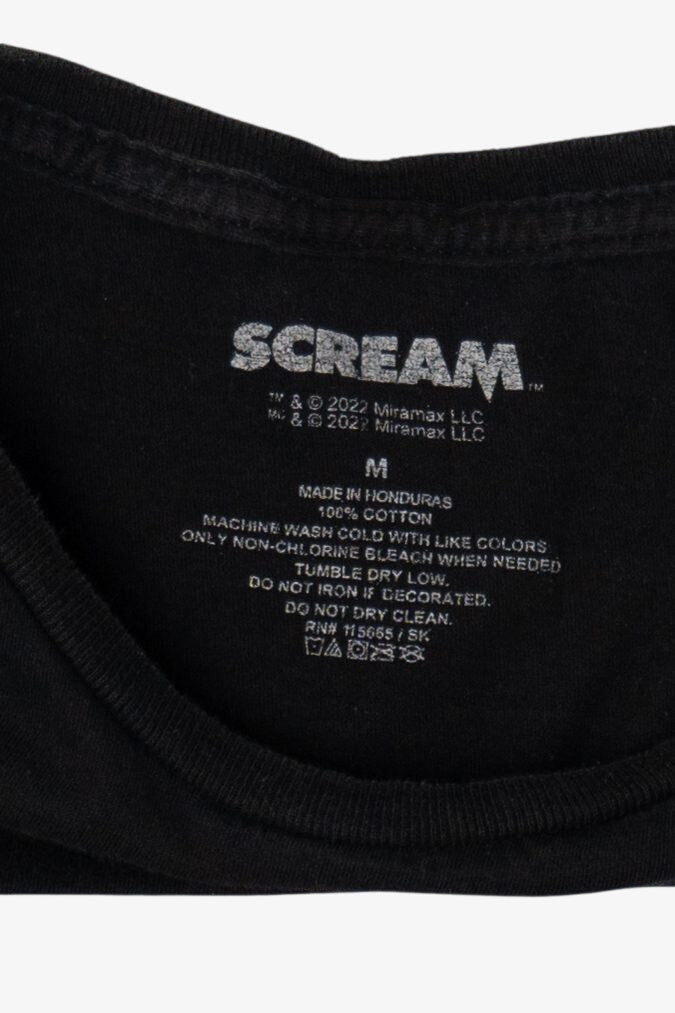 SCREAM™
™ & © 2022 Miramax LLC
MC & © 2022 Miramax LLC
M
MADE IN HONDURAS
100% COTTON
MACHINE WASH COLD WITH LIKE COLORS
ONLY NON-CHLORINE BLEACH WHEN NEEDED
TUMBLE DRY LOW.
DO NOT IRON IF DECORATED.
DO NOT DRY CLEAN.
RN# 115665 / SK